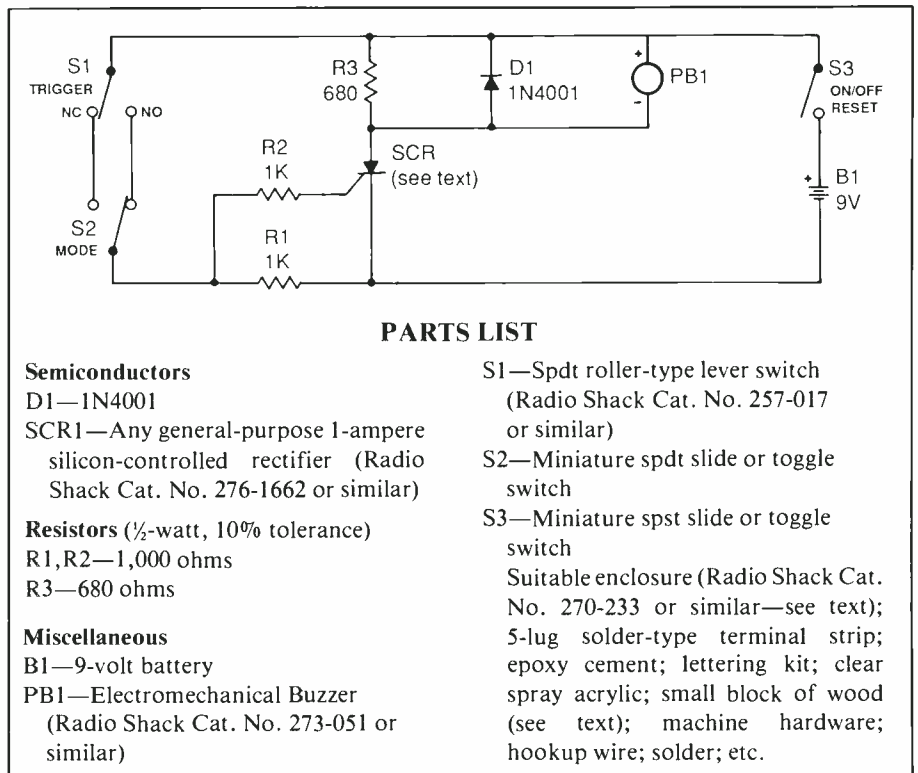 S1
TRIGGER
NC
NO
S2
MODE
R3
680
R2
1K
R1
1K
SCR
(see text)
D1
1N4001
+
PB1
-
S3
ON/OFF
RESET
+
B1
9V
PARTS LIST
Semiconductors
D1—1N4001
SCR1—Any general-purpose 1-ampere
silicon-controlled rectifier (Radio
Shack Cat. No. 276-1662 or similar)
Resistors (½-watt, 10% tolerance)
R1,R2—1,000 ohms
R3—680 ohms
Miscellaneous
B1—9-volt battery
PB1—Electromechanical Buzzer
(Radio Shack Cat. No. 273-051 or
similar)
S1—Spdt roller-type lever switch
(Radio Shack Cat. No. 257-017
or similar)
S2—Miniature spdt slide or toggle
switch
S3—Miniature spst slide or toggle
switch
Suitable enclosure (Radio Shack Cat.
No. 270-233 or similar—see text);
5-lug solder-type terminal strip;
epoxy cement; lettering kit; clear
spray acrylic; small block of wood
(see text); machine hardware;
hookup wire; solder; etc.